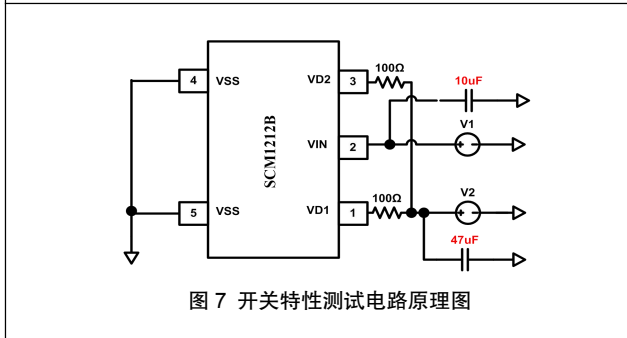 100Ω
10uF
4
VSS
VD2
3
V1
SCM1212B
VIN
2
100Ω
V2
5
VSS
VD1
1
47uF
图 7 开关特性测试电路原理图